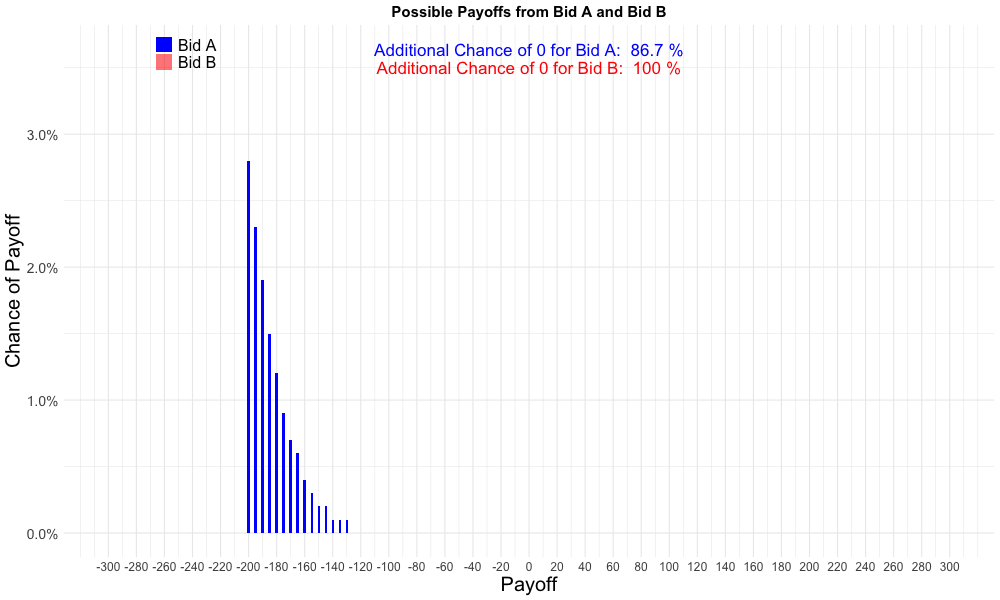 Possible Payoffs from Bid A and Bid B
Bid A
Bid B
Additional Chance of 0 for Bid A: 86.7 %
Additional Chance of 0 for Bid B: 100 %
Chance of Payoff
3.0%
2.0%
1.0%
0.0%
-300 -280 -260 -240 -220 -200 -180 -160 -140 -120 -100 -80 -60 -40 -20 0 20 40 60 80 100 120 140 160 180 200 220 240 260 280 300
Payoff